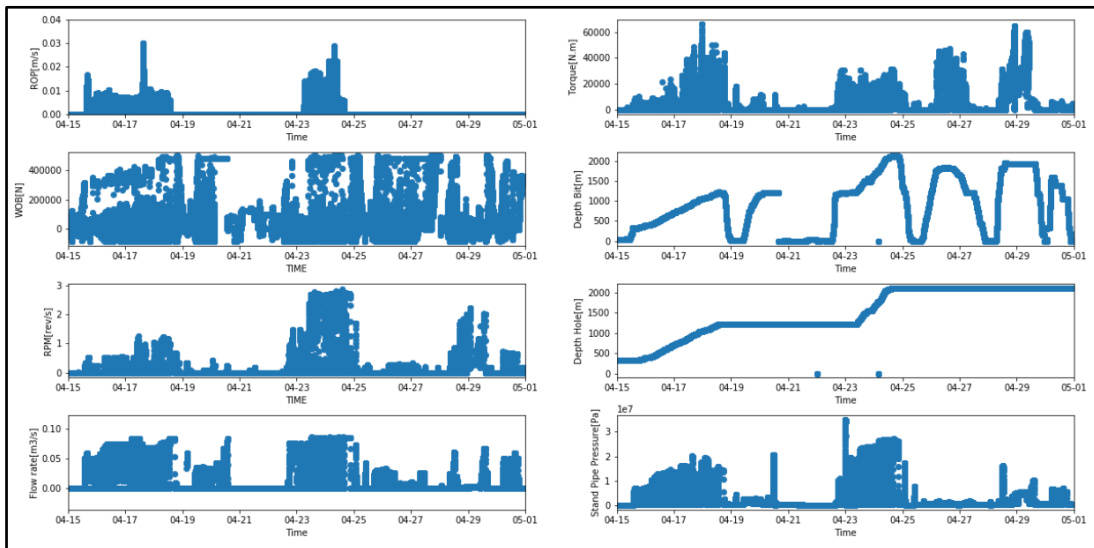 ROP[m/s]
0.04
0.03
0.02
0.01
0.00
04-15 04-17 04-19 04-21 04-23 04-25 04-27 04-29 05-01
Time
Torque[N.m]
60000
40000
20000
0
04-15 04-17 04-19 04-21 04-23 04-25 04-27 04-29 05-01
Time
WOB[N]
400000
200000
0
04-15 04-17 04-19 04-21 04-23 04-25 04-27 04-29 05-01
TIME
Depth Bit[m]
2000
1500
1000
500
0
04-15 04-17 04-19 04-21 04-23 04-25 04-27 04-29 05-01
Time
RPM[rev/s]
3
2
1
0
04-15 04-17 04-19 04-21 04-23 04-25 04-27 04-29 05-01
TIME
Depth Hole[m]
2000
1500
1000
500
0
04-15 04-17 04-19 04-21 04-23 04-25 04-27 04-29 05-01
Time
Flow rate[m3/s]
0.10
0.05
0.00
04-15 04-17 04-19 04-21 04-23 04-25 04-27 04-29 05-01
Time
Stand Pipe Pressure[Pa]
1e7
3
2
1
0
04-15 04-17 04-19 04-21 04-23 04-25 04-27 04-29 05-01
Time